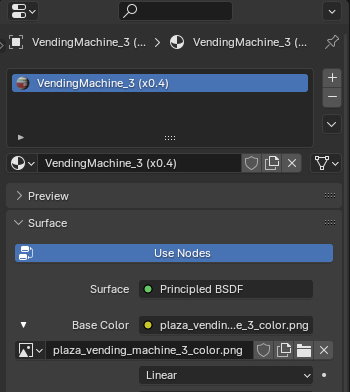 VendingMachine_3 (... VendingMachine_3 (...
VendingMachine_3 (x0.4)
VendingMachine_3 (x0.4)
Preview
Surface
Use Nodes
Surface Principled BSDF
Base Color plaza_vendin...e_3_color.png
plaza_vending_machine_3_color.png
Linear